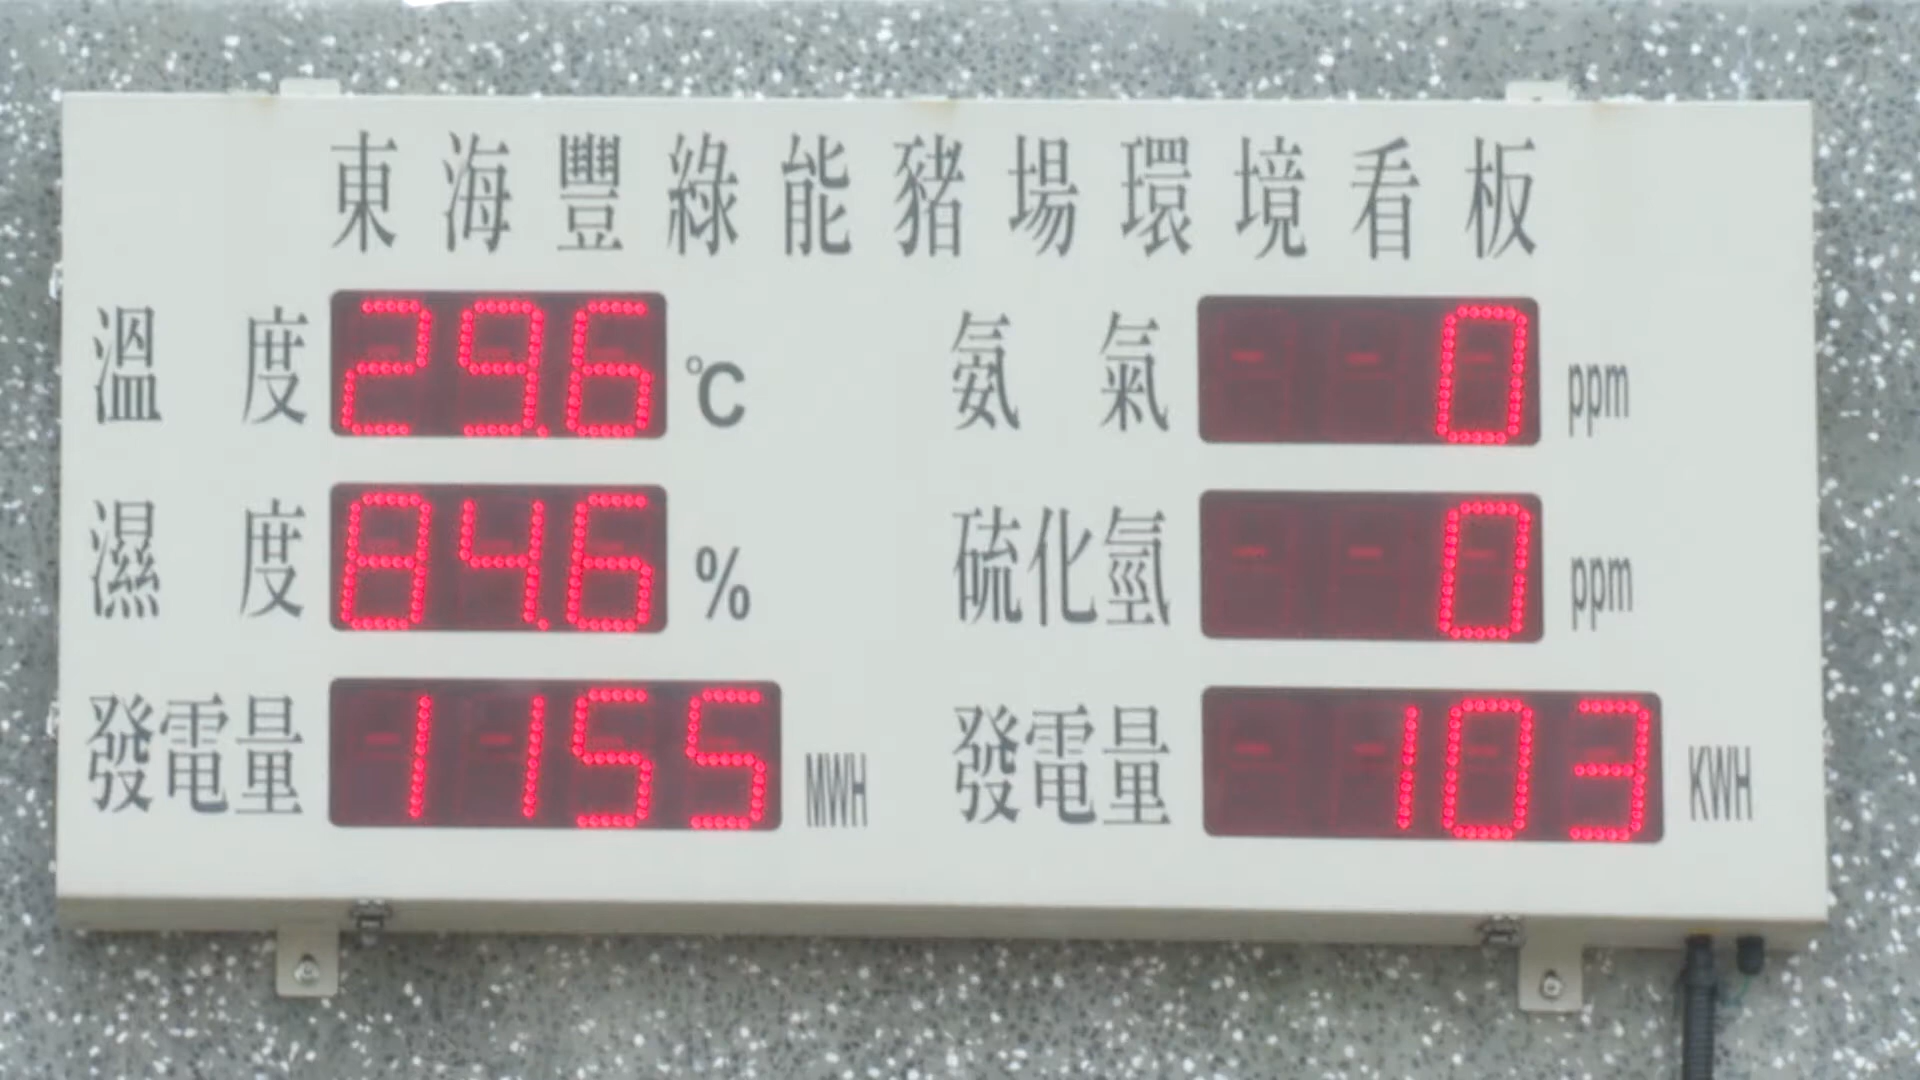 東海豐綠能豬場環境看板
溫度 29.6 ℃ 氨氣 0 ppm
濕度 84.6 % 硫化氫 0 ppm
發電量 1155 MWH 發電量 103 KWH